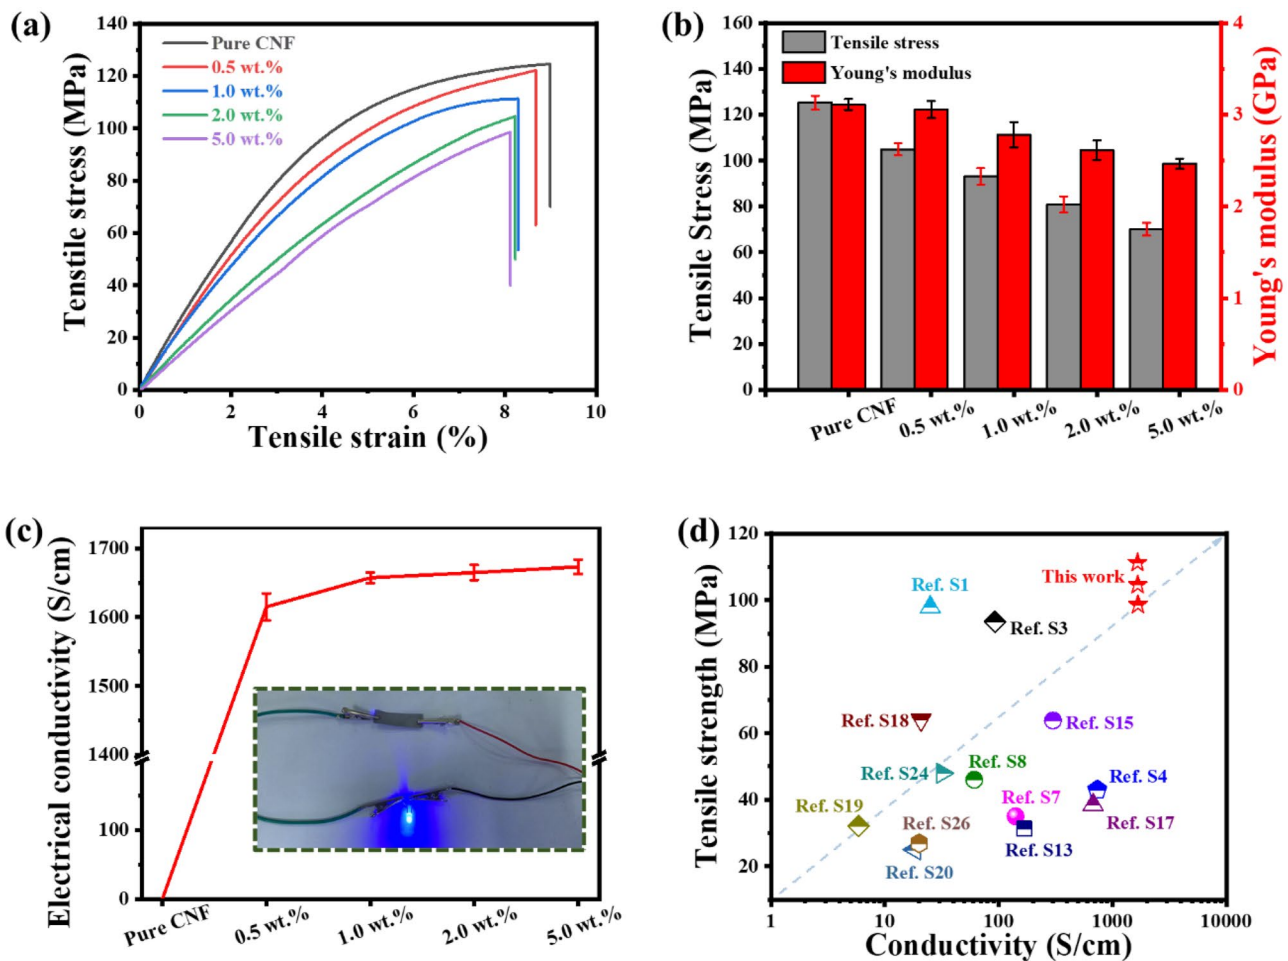 (a)
140
120
100
80
60
40
20
0
Tenstile stress (MPa)
Pure CNF
0.5 wt.%
1.0 wt.%
2.0 wt.%
5.0 wt.%
0 2 4 6 8 10
Tensile strain (%)
(b)
160
140
120
100
80
60
40
20
0
Tensile Stress (MPa)
Tensile stress
Young's modulus
4
3
2
1
0
Young's modulus (GPa)
Pure CNF 0.5 wt.% 1.0 wt.% 2.0 wt.% 5.0 wt.%
(c)
1700
1600
1500
1400
100
0
Electrical conductivity (S/cm)
Pure CNF 0.5 wt.% 1.0 wt.% 2.0 wt.% 5.0 wt.%
(d)
120
100
80
60
40
20
Tensile strength (MPa)
This work
Ref. S1
Ref. S3
Ref. S18
Ref. S15
Ref. S24
Ref. S8
Ref. S4
Ref. S19
Ref. S7
Ref. S17
Ref. S26
Ref. S13
Ref. S20
1 10 100 1000 10000
Conductivity (S/cm)